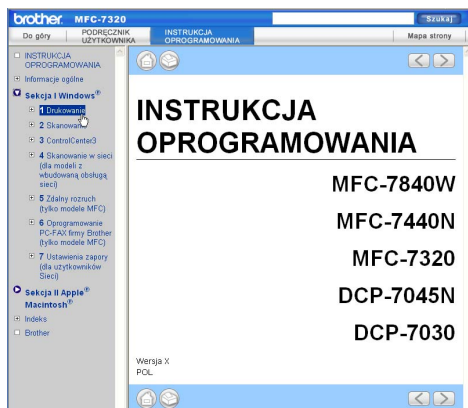 brother. MFC-7320
Szukaj
Do góry
PODRĘCZNIK
UŻYTKOWNIKA
INSTRUKCJA
OPROGRAMOWANIA
Mapa strony
INSTRUKCJA
OPROGRAMOWANIA
Informacje ogólne
Sekcja I Windows®
1 Drukowanie
2 Skanowanie
3 ControlCenter3
4 Skanowanie w sieci
(dla modeli z
wbudowaną obsługą
sieci)
5 Zdalny rozruch
(tylko modele MFC)
6 Oprogramowanie
PC-FAX firmy Brother
(tylko modele MFC)
7 Ustawienia zapory
(dla użytkowników
Sieci)
Sekcja II Apple®
Macintosh®
Indeks
Brother
INSTRUKCJA
OPROGRAMOWANIA
MFC-7840W
MFC-7440N
MFC-7320
DCP-7045N
DCP-7030
Wersja X
POL